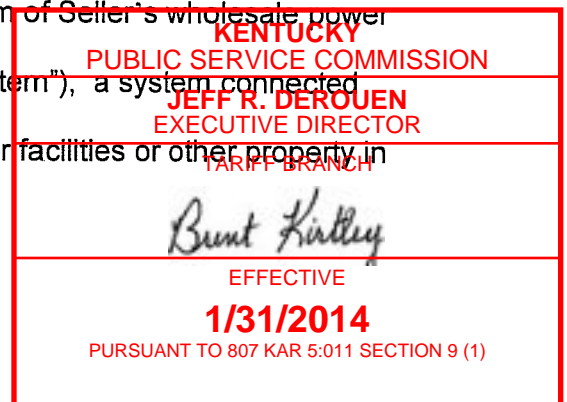 m of Seller's wholesale power
KENTUCKY
PUBLIC SERVICE COMMISSION
tem"), a system connected
JEFF R. DEROUEN
EXECUTIVE DIRECTOR
r facilities or other property in
TARIFF BRANCH
Brent Kirtley
EFFECTIVE
1/31/2014
PURSUANT TO 807 KAR 5:011 SECTION 9 (1)